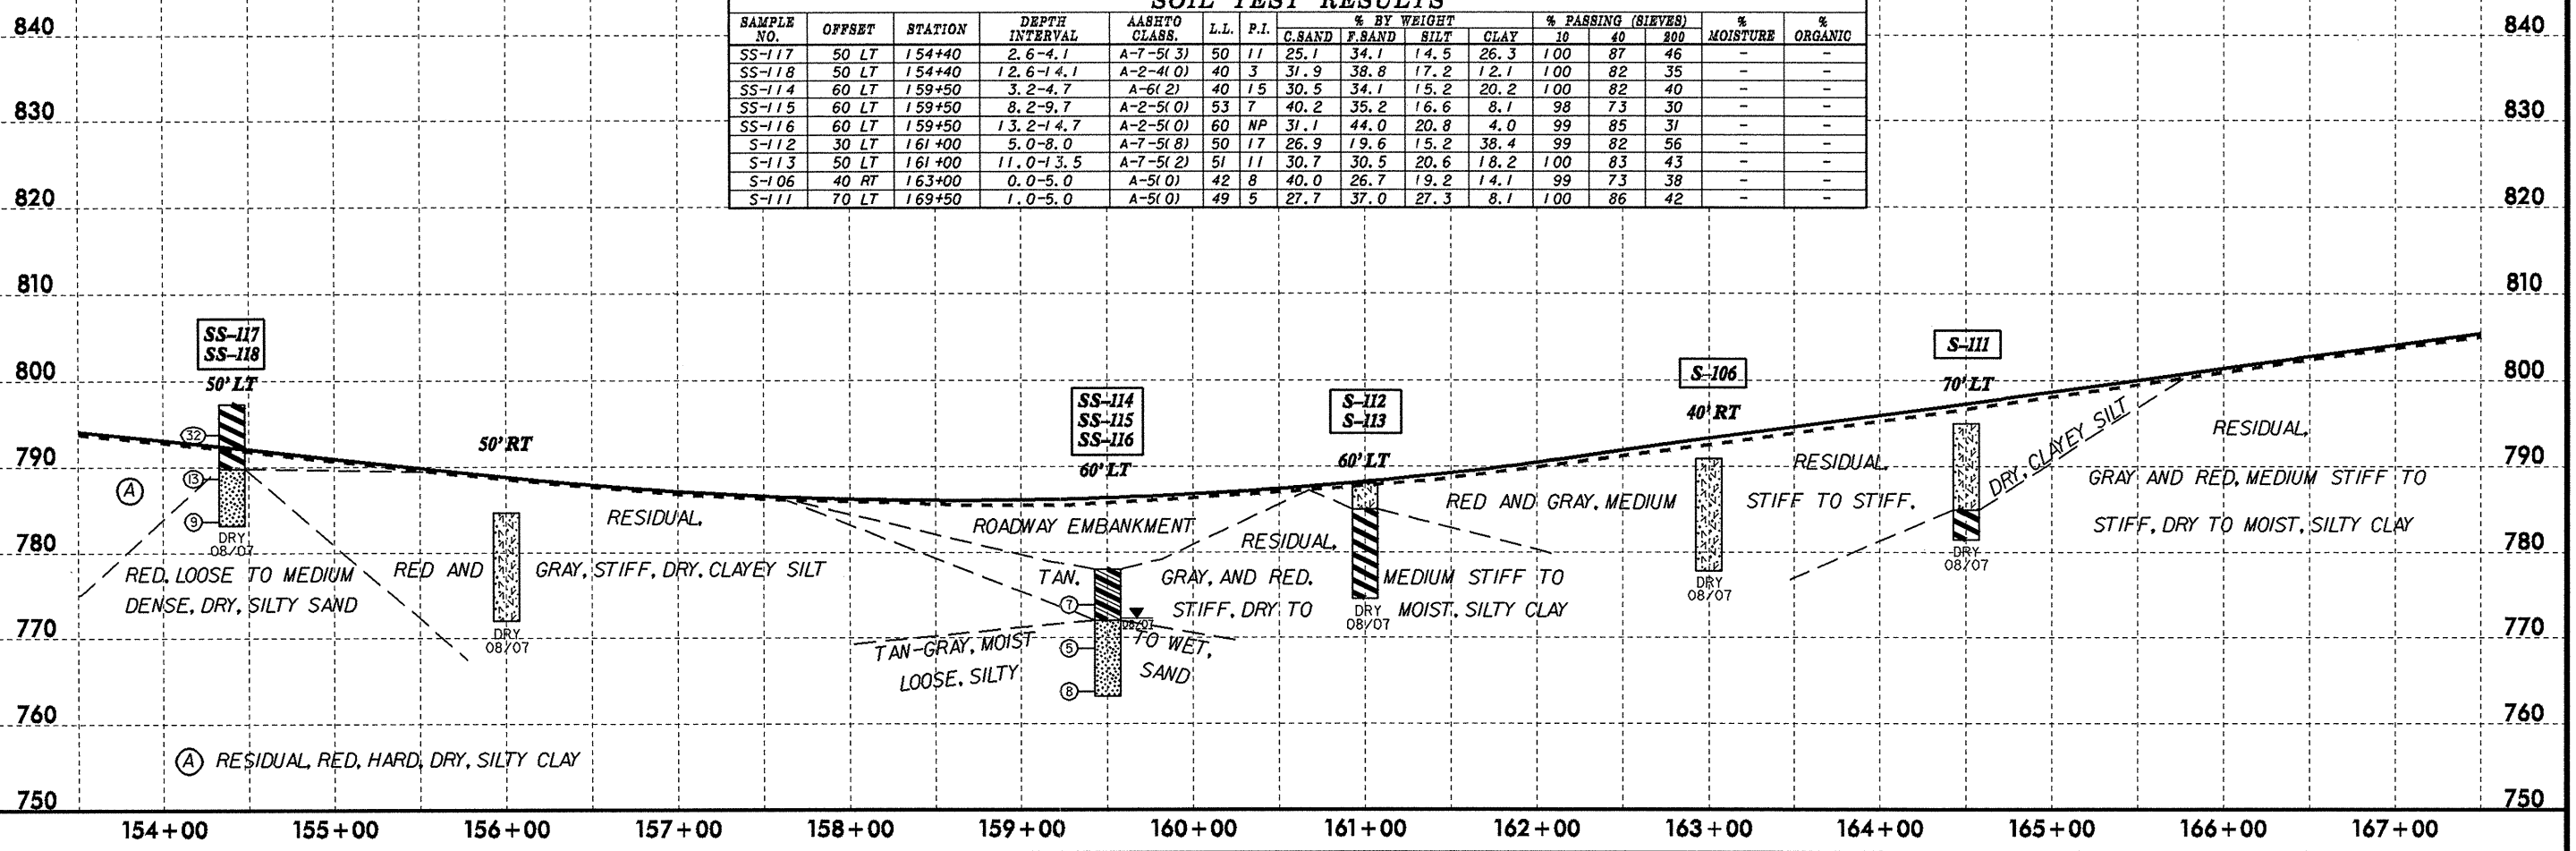 SOIL TEST RESULTS
SAMPLE NO. OFFSET STATION DEPTH INTERVAL AASHTO CLASS. L.L. P.I. % BY WEIGHT % PASSING (SIEVES) % MOISTURE % ORGANIC
C.SAND F.SAND SILT CLAY 10 40 200
SS-117 50 LT 154+40 2.6-4.1 A-7-5(3) 50 11 25.1 34.1 14.5 26.3 100 87 46 - -
SS-118 50 LT 154+40 12.6-14.1 A-2-4(0) 40 3 31.9 38.8 17.2 12.1 100 82 35 - -
SS-114 60 LT 159+50 3.2-4.7 A-6(2) 40 15 30.5 34.1 15.2 20.2 100 82 40 - -
SS-115 60 LT 159+50 8.2-9.7 A-2-5(0) 53 7 40.2 35.2 16.6 8.1 98 73 30 - -
SS-116 60 LT 159+50 13.2-14.7 A-2-5(0) 60 NP 31.1 44.0 20.8 4.0 99 85 31 - -
S-112 30 LT 161+00 5.0-8.0 A-7-5(8) 50 17 26.9 19.6 15.2 38.4 99 82 56 - -
S-113 50 LT 161+00 11.0-13.5 A-7-5(2) 51 11 30.7 30.5 20.6 18.2 100 83 43 - -
S-106 40 RT 163+00 0.0-5.0 A-5(0) 42 8 40.0 26.7 19.2 14.1 99 73 38 - -
S-111 70 LT 169+50 1.0-5.0 A-5(0) 49 5 27.7 37.0 27.3 8.1 100 86 42 - -
840 840
830 830
820 820
810 810
800 800
790 790
780 780
770 770
760 760
750 750
SS-117
SS-118
50' LT
32
13
9
DRY
08/07
A
RED, LOOSE TO MEDIUM
DENSE, DRY, SILTY SAND
50' RT
DRY
08/07
RESIDUAL,
RED AND GRAY, STIFF, DRY, CLAYEY SILT
SS-114
SS-115
SS-116
60' LT
ROADWAY EMBANKMENT
TAN,
7
5
8
08/07
TAN-GRAY, MOIST TO WET,
LOOSE, SILTY SAND
S-112
S-113
60' LT
DRY
08/07
RESIDUAL,
GRAY, AND RED, MEDIUM STIFF TO
STIFF, DRY TO MOIST, SILTY CLAY
S-106
40' RT
DRY
08/07
RESIDUAL,
RED AND GRAY, MEDIUM STIFF TO STIFF,
DRY, CLAYEY SILT
S-111
70' LT
DRY
08/07
RESIDUAL,
GRAY AND RED, MEDIUM STIFF TO
STIFF, DRY TO MOIST, SILTY CLAY
A RESIDUAL, RED, HARD, DRY, SILTY CLAY
154+00 155+00 156+00 157+00 158+00 159+00 160+00 161+00 162+00 163+00 164+00 165+00 166+00 167+00